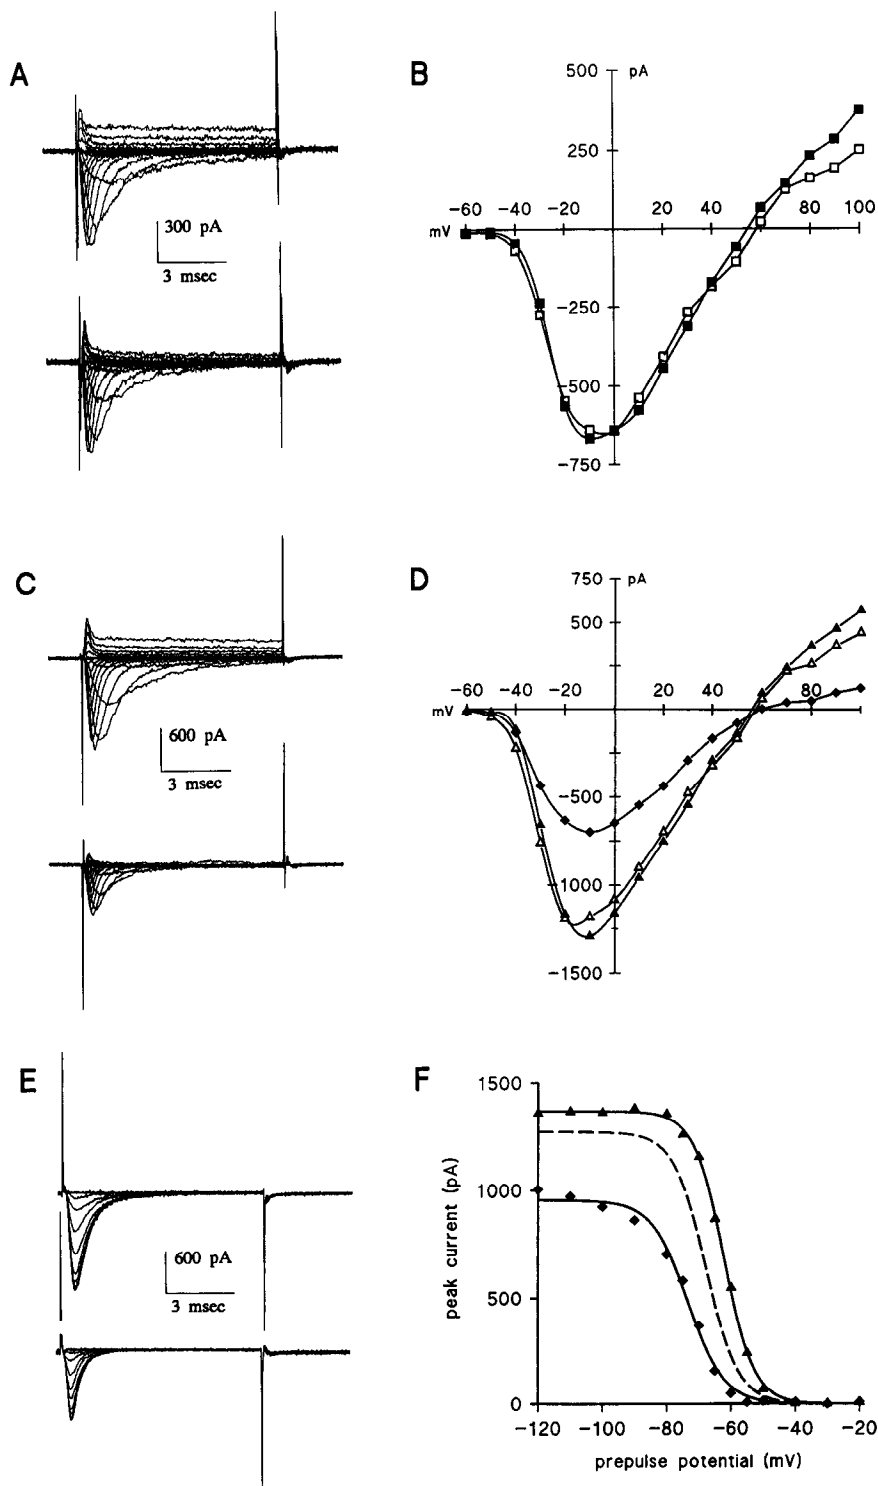 A
300 pA
3 msec
B
500
pA
250
-60 -40 -20 20 40 60 80 100
mV
-250
-500
-750
C
600 pA
3 msec
D
750
pA
500
-60 -40 -20 20 40 80
mV
-500
-1000
-1500
E
600 pA
3 msec
F
1500
1000
500
0
peak current (pA)
-120 -100 -80 -60 -40 -20
prepulse potential (mV)